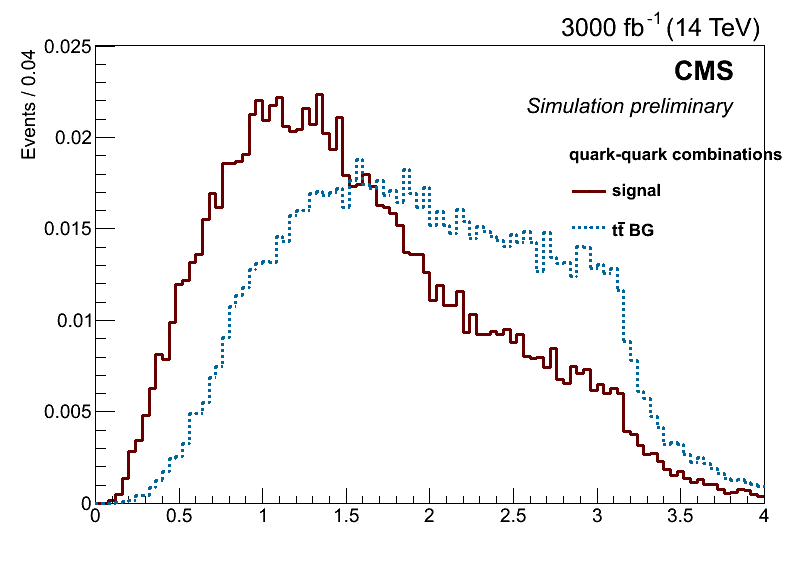 3000 fb⁻¹ (14 TeV)
Events / 0.04
0.025
0.02
0.015
0.01
0.005
0
CMS
Simulation preliminary
quark-quark combinations
signal
tt̄ BG
0 0.5 1 1.5 2 2.5 3 3.5 4